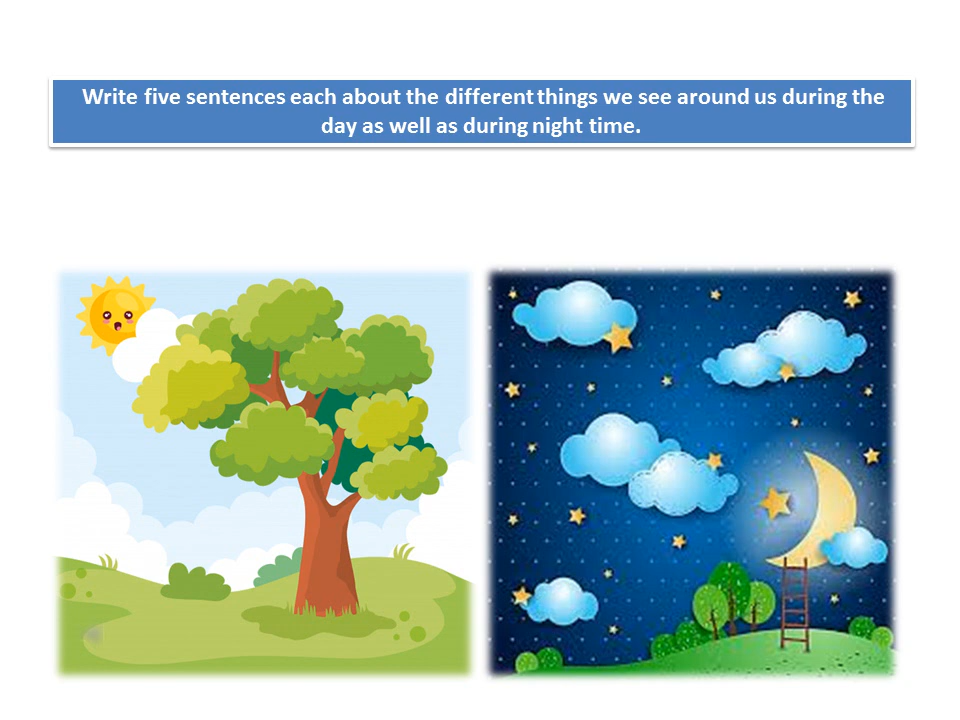 Write five sentences each about the different things we see around us during the
day as well as during night time.